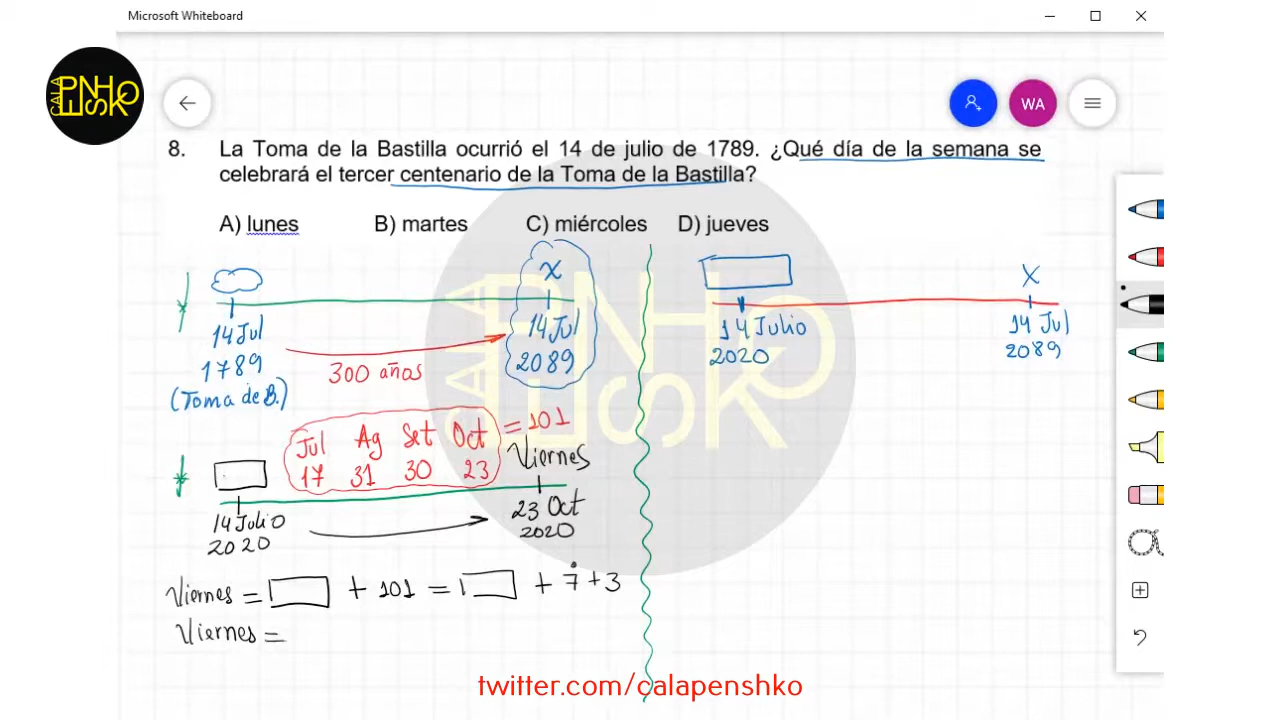 Microsoft Whiteboard
CALA
PENHOSK
WA
8. La Toma de la Bastilla ocurrió el 14 de julio de 1789. ¿Qué día de la semana se
celebrará el tercer centenario de la Toma de la Bastilla?
A) lunes B) martes C) miércoles D) jueves
x
14 Jul
1789
(Toma de B.)
300 años
14 Jul
2089
Jul Ag Set Oct = 101
17 31 30 23
Viernes
14 Julio
2020
23 Oct
2020
Viernes = + 101 = + 7 + 3
Viernes =
X
14 Julio
2020
14 Jul
2089
twitter.com/calapenshko